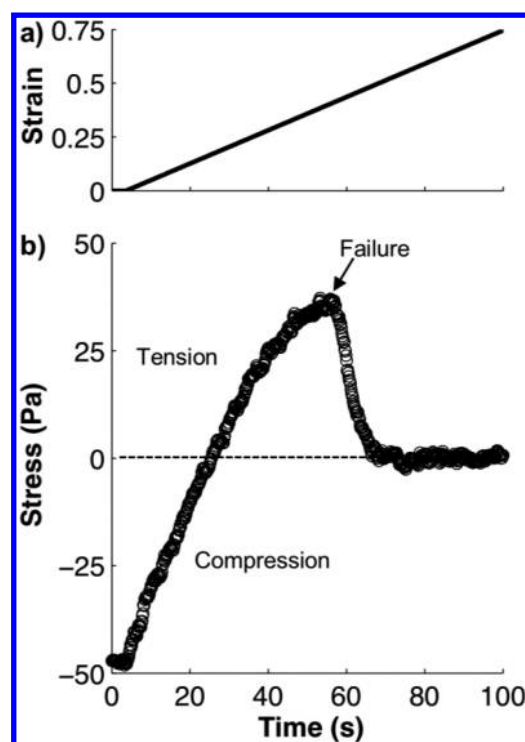 a)
0.75
0.5
0.25
0
Strain
b)
50
25
0
−25
−50
Stress (Pa)
Failure
Tension
Compression
0 20 40 60 80 100
Time (s)